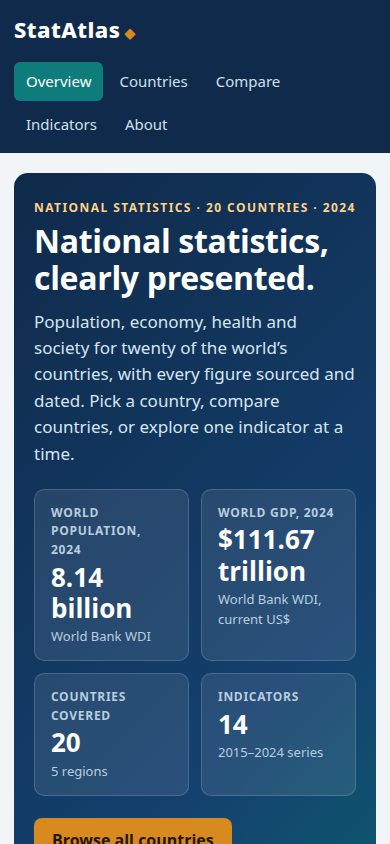 StatAtlas
Overview Countries Compare
Indicators About
NATIONAL STATISTICS · 20 COUNTRIES · 2024
National statistics,
clearly presented.
Population, economy, health and
society for twenty of the world’s
countries, with every figure sourced and
dated. Pick a country, compare
countries, or explore one indicator at a
time.
WORLD
POPULATION,
2024
8.14
billion
World Bank WDI
WORLD GDP, 2024
$111.67
trillion
World Bank WDI,
current US$
COUNTRIES
COVERED
20
5 regions
INDICATORS
14
2015–2024 series
Browse all countries